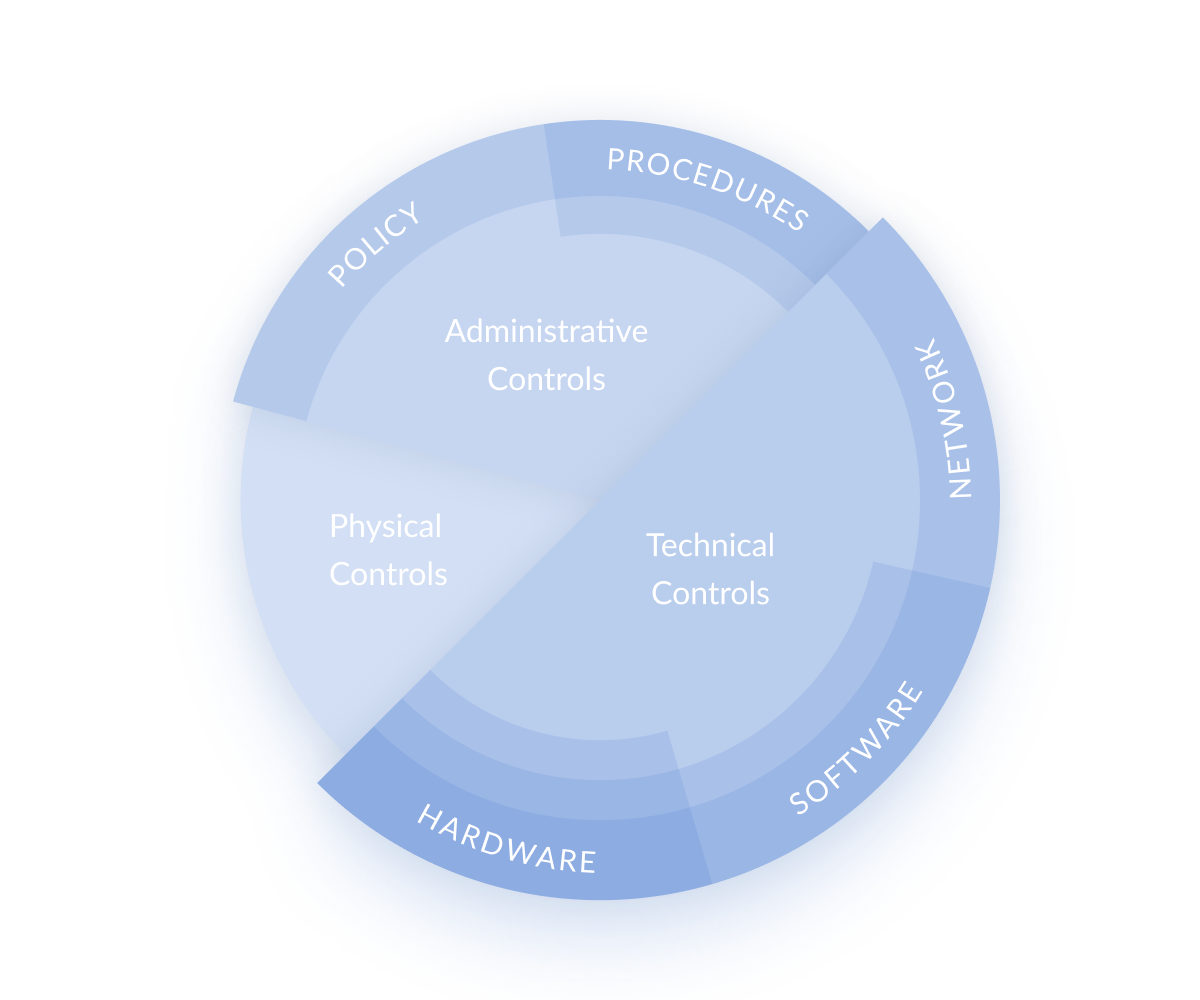 PROCEDURES
POLICY
Administrative
Controls
NETWORK
Physical
Controls
Technical
Controls
SOFTWARE
HARDWARE